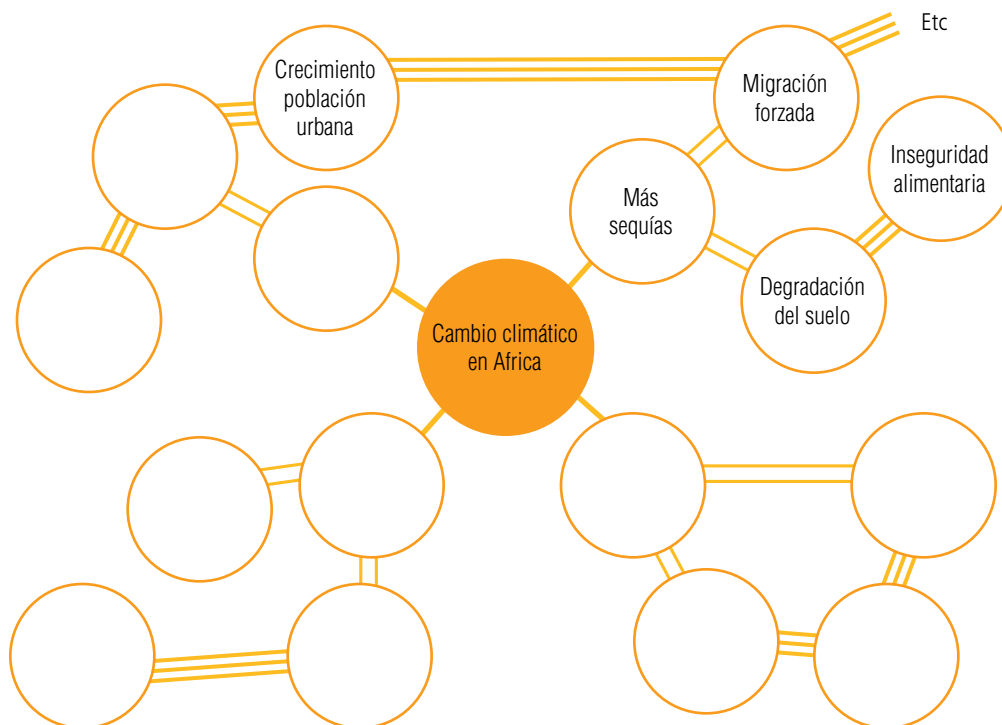 Etc
Crecimiento
población
urbana
Migración
forzada
Inseguridad
alimentaria
Más
sequías
Degradación
del suelo
Cambio climático
en Africa